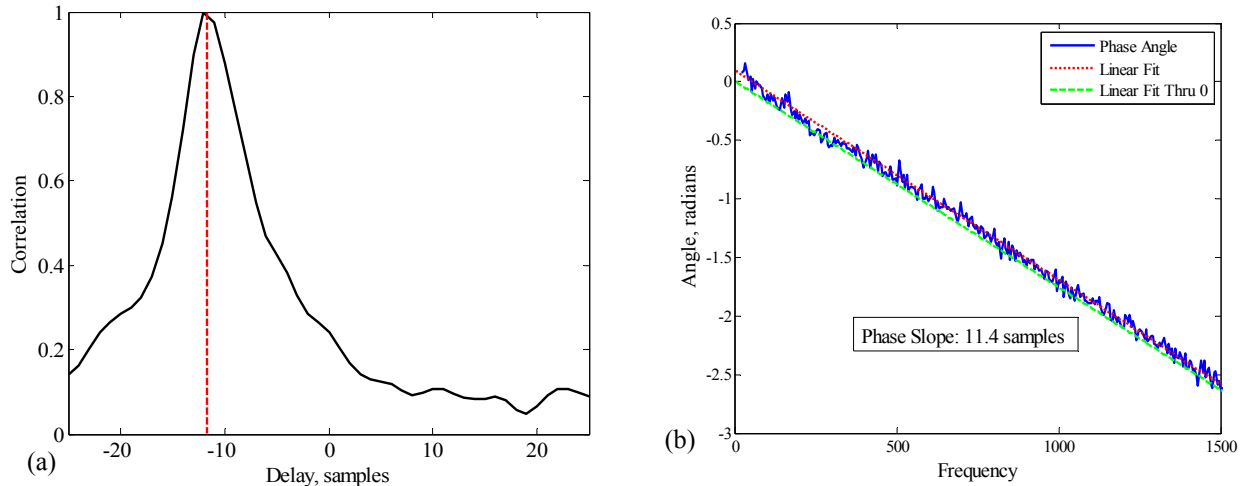 1
0.8
0.6
0.4
0.2
0
Correlation
-20
-10
0
10
20
Delay, samples
(a)
0.5
0
-0.5
-1
-1.5
-2
-2.5
-3
Angle, radians
Phase Angle
Linear Fit
Linear Fit Thru 0
Phase Slope: 11.4 samples
0
500
1000
1500
Frequency
(b)